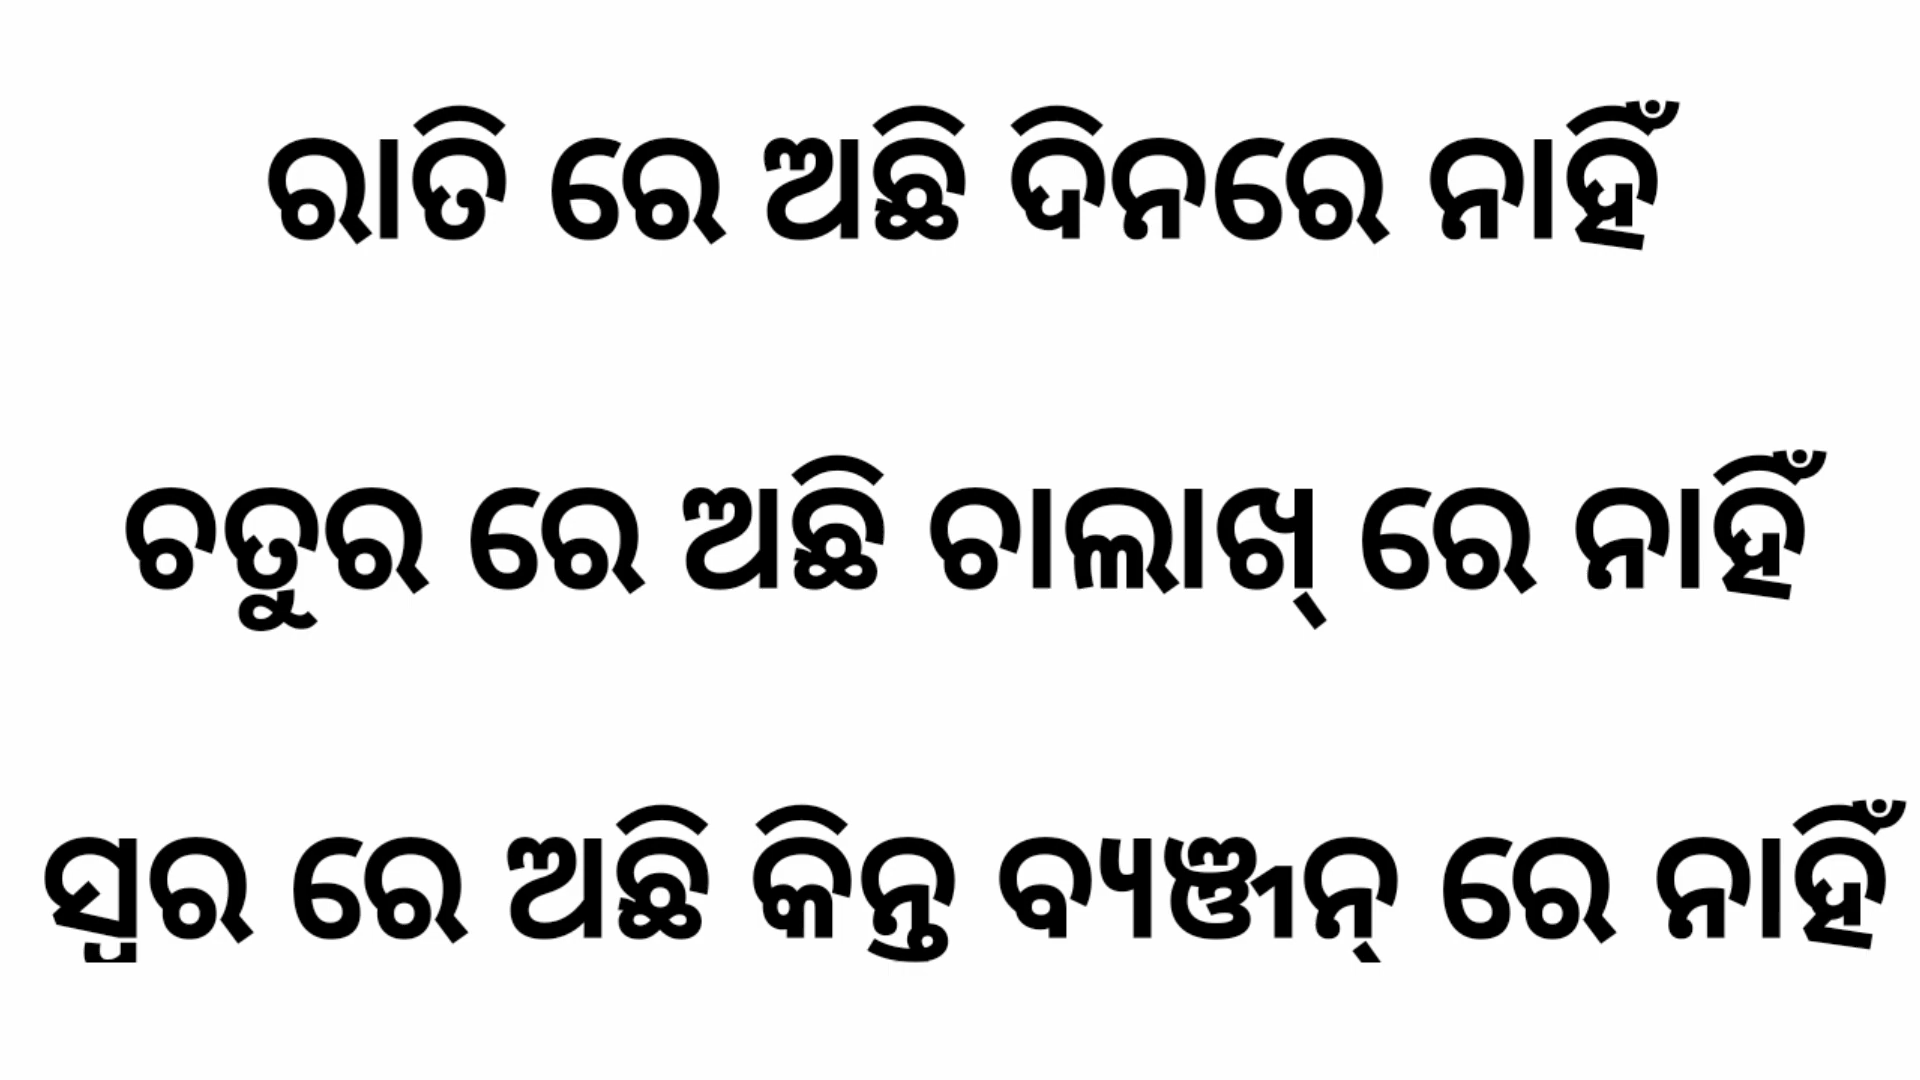 ରାତି ରେ ଅଛି ଦିନରେ ନାହିଁ
ଚତୁର ରେ ଅଛି ଚାଲାଖ୍ ରେ ନାହିଁ
ସ୍ୱର ରେ ଅଛି କିନ୍ତୁ ବ୍ୟଞ୍ଜନ୍ ରେ ନାହିଁ